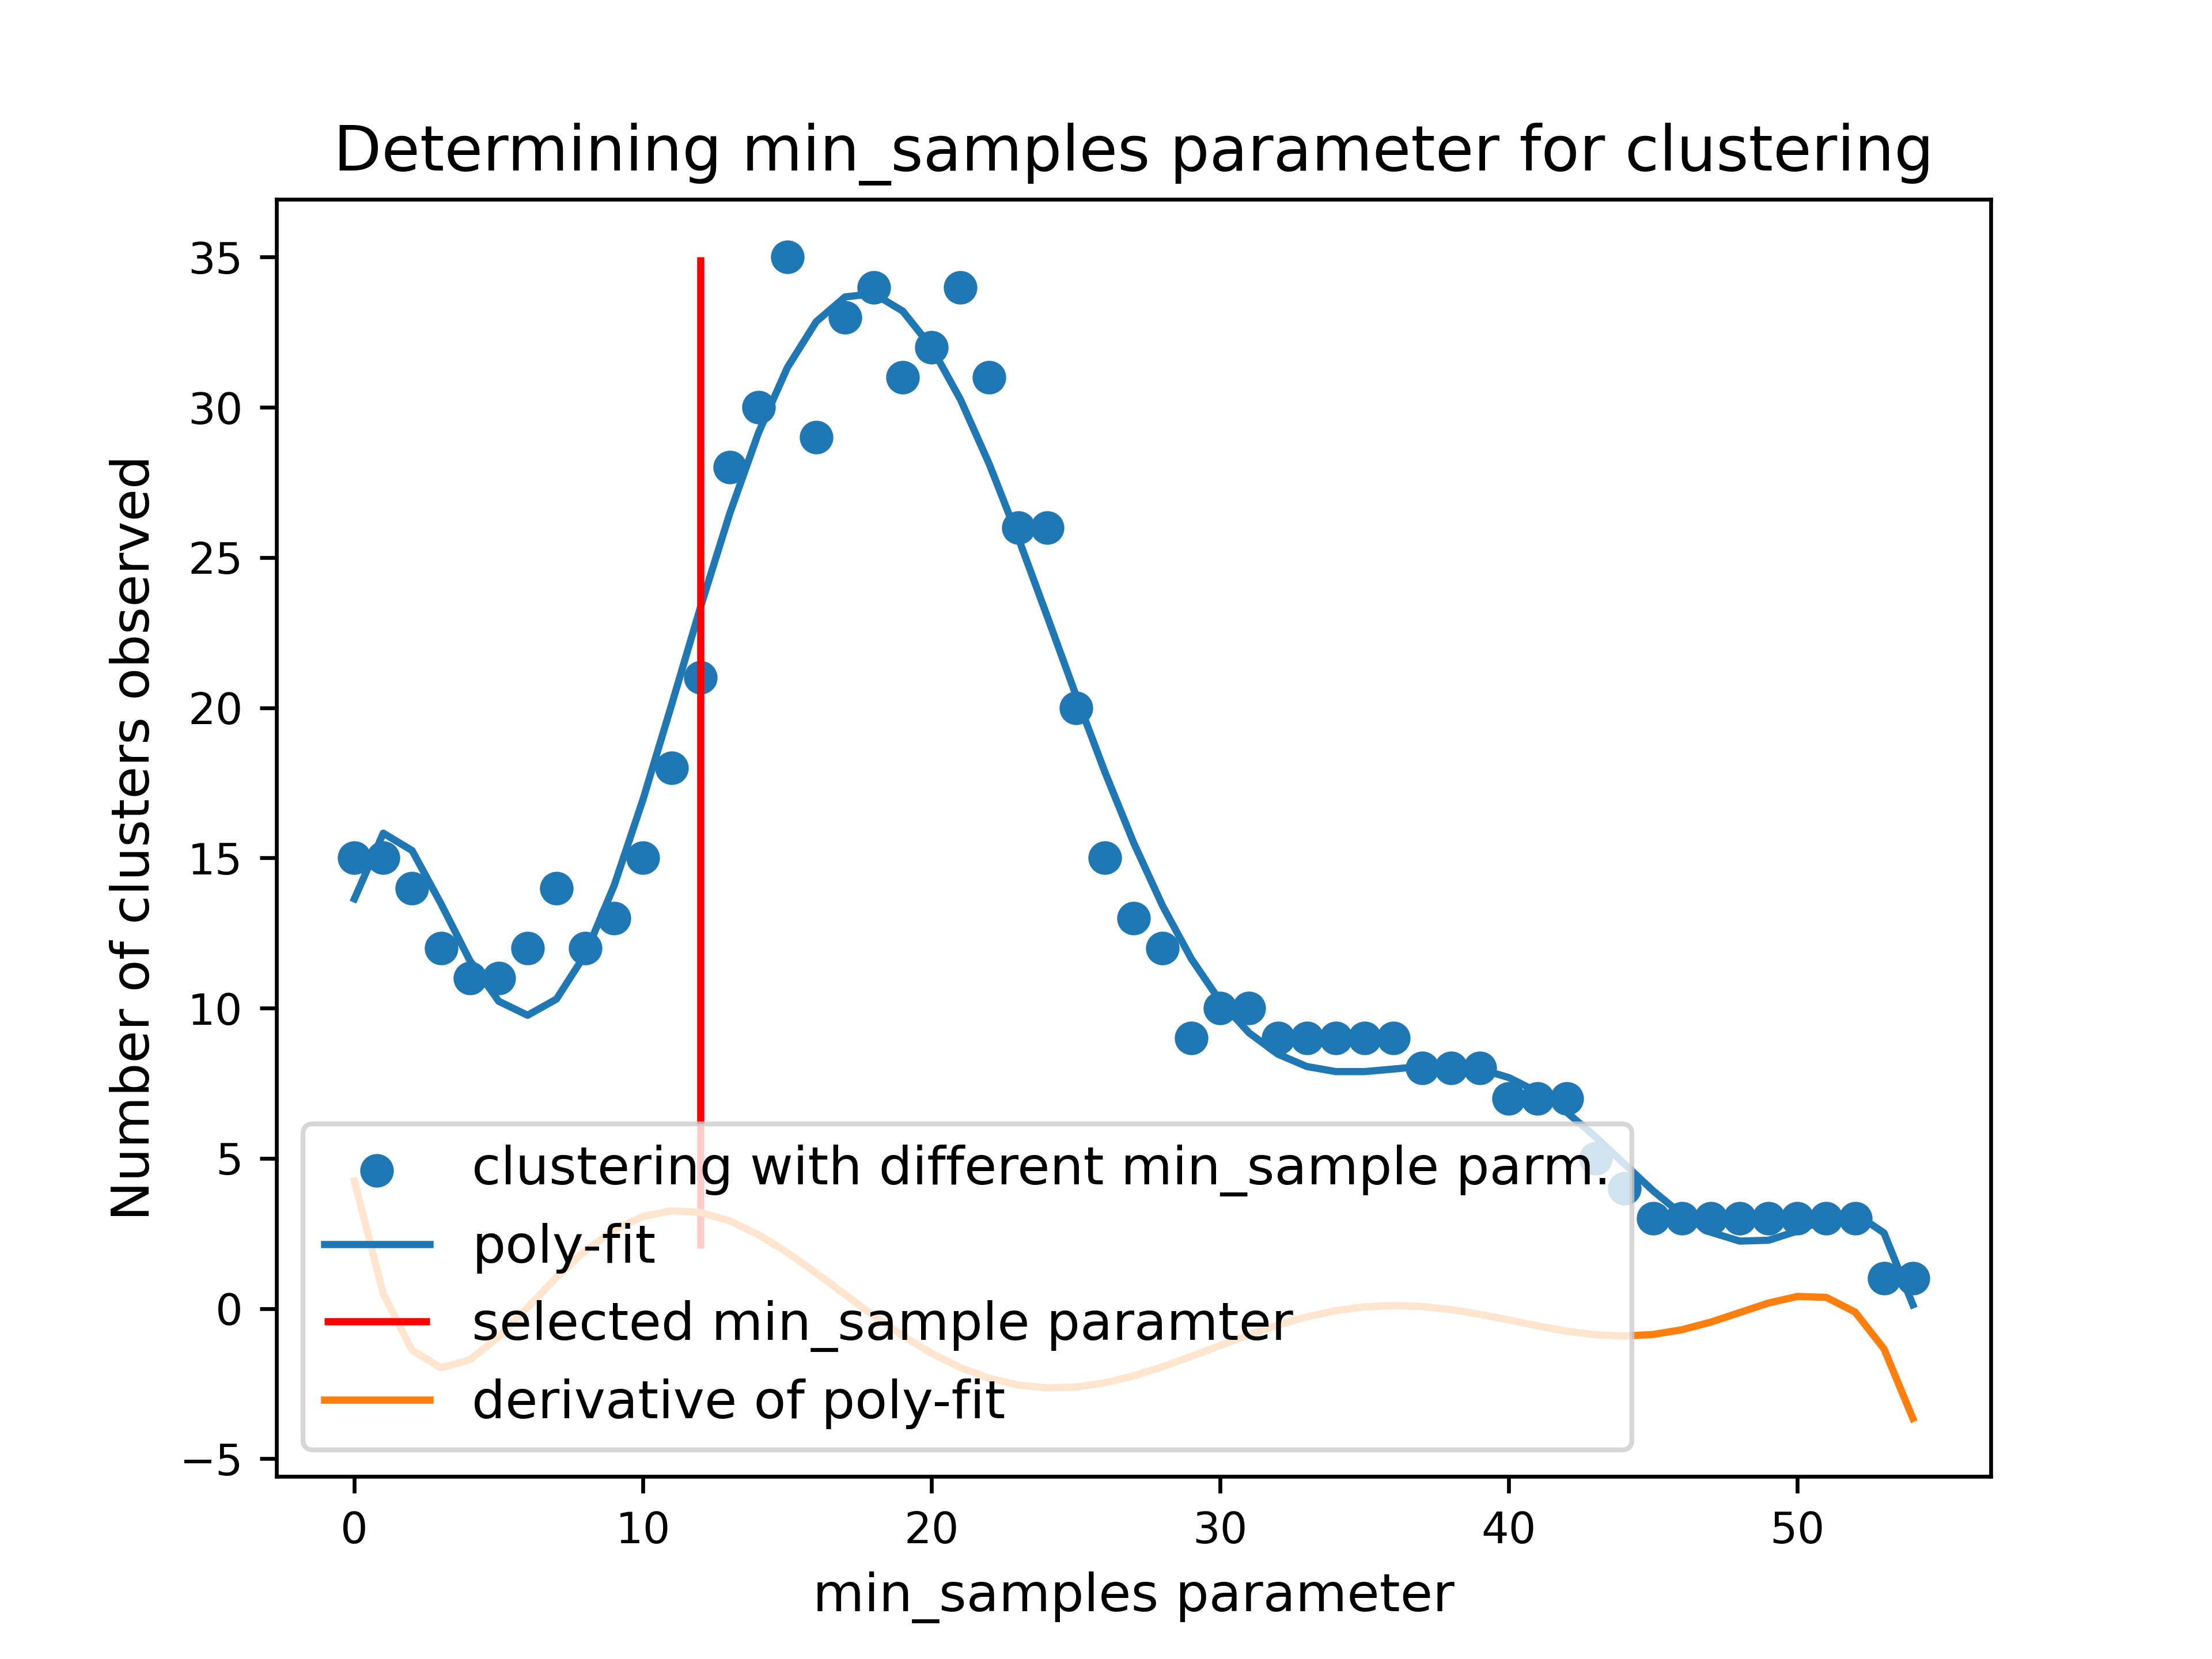 Determining min_samples parameter for clustering
Number of clusters observed
35
30
25
20
15
10
5
0
−5
clustering with different min_sample parm.
poly-fit
selected min_sample paramter
derivative of poly-fit
0 10 20 30 40 50
min_samples parameter